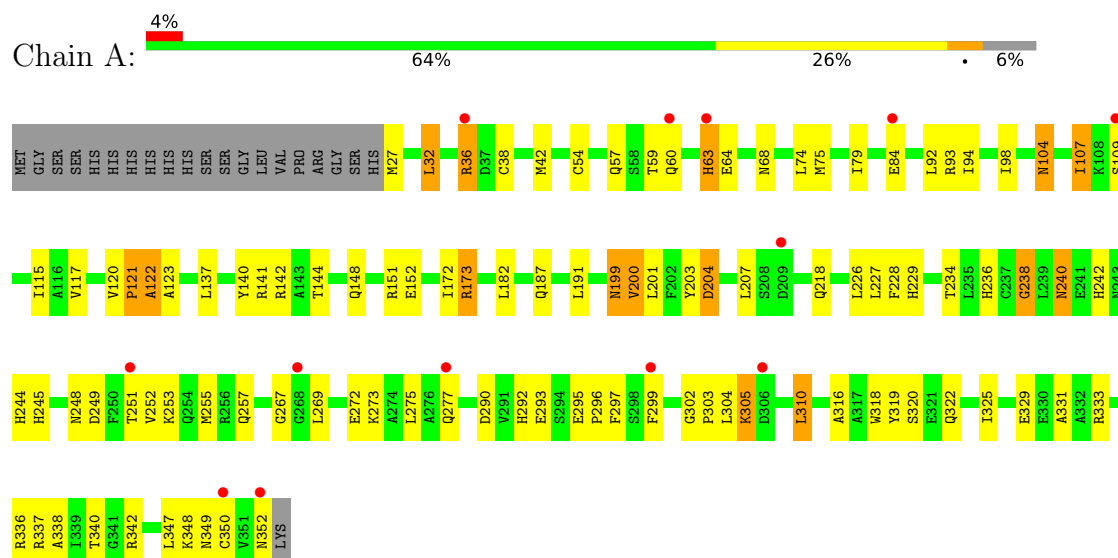 4%
Chain A:
64% 26% • 6%
MET GLY SER SER HIS HIS HIS HIS HIS HIS SER SER GLY LEU VAL PRO ARG GLY SER HIS M27 L32 R36 D37 C38 M42 C54 Q57 S58 T59 Q60 H63 E64 N68 L74 M75 I79 E84 L92 R93 I94 I98 N104 I107 K108 S109
I115 A116 V117 V120 P121 A122 A123 L137 Y140 R141 R142 A143 T144 Q148 R151 E152 I172 R173 L182 Q187 L191 N199 V200 L201 F202 Y203 D204 L207 S208 D209 Q218 L226 L227 F228 H229 T234 L235 H236 C237 G238 L239 N240 E241 H242 N243
H244 H245 N248 D249 F250 T251 V252 K253 Q254 M255 R256 Q257 G267 G268 L269 E272 K273 A274 L275 A276 Q277 D290 V291 H292 E293 S294 E295 P296 F297 S298 F299 G302 P303 L304 K305 D306 L310 A316 A317 W318 Y319 S320 E321 Q322 I325 E329 E330 A331 A332 R333
R336 R337 A338 I339 T340 G341 R342 L347 K348 N349 C350 V351 N352 LYS